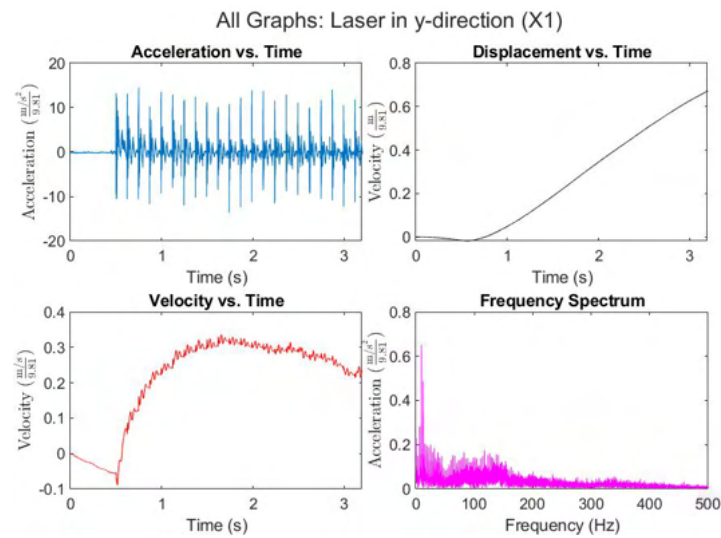 All Graphs: Laser in y-direction (X1)
Acceleration vs. Time
Acceleration (m/s²/9.81)
20
10
0
-10
-20
0 1 2 3
Time (s)
Displacement vs. Time
Velocity (m/9.81)
0.8
0.6
0.4
0.2
0
0 1 2 3
Time (s)
Velocity vs. Time
Velocity (m/s/9.81)
0.4
0.3
0.2
0.1
0
-0.1
0 1 2 3
Time (s)
Frequency Spectrum
Acceleration (m/s²/9.81)
0.8
0.6
0.4
0.2
0
0 100 200 300 400 500
Frequency (Hz)